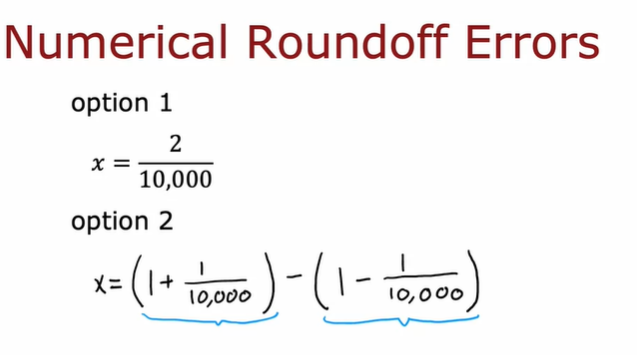 Numerical Roundoff Errors
option 1
x = 2/10,000
option 2
x = (1 + 1/10,000) - (1 - 1/10,000)